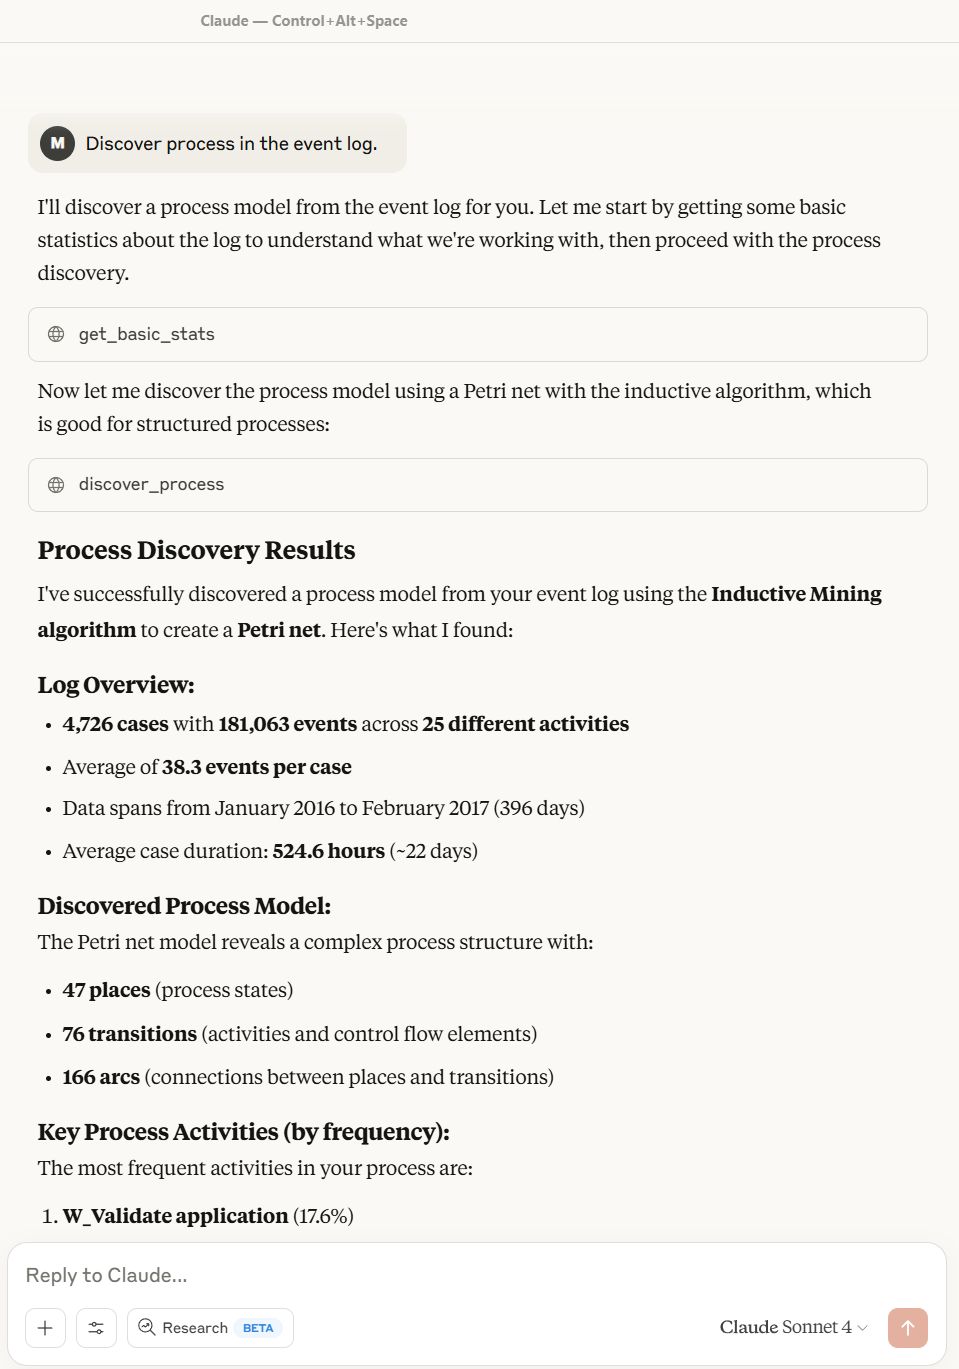 Claude — Control+Alt+Space
M Discover process in the event log.
I'll discover a process model from the event log for you. Let me start by getting some basic
statistics about the log to understand what we're working with, then proceed with the process
discovery.
get_basic_stats
Now let me discover the process model using a Petri net with the inductive algorithm, which
is good for structured processes:
discover_process
Process Discovery Results
I've successfully discovered a process model from your event log using the Inductive Mining
algorithm to create a Petri net. Here's what I found:
Log Overview:
• 4,726 cases with 181,063 events across 25 different activities
• Average of 38.3 events per case
• Data spans from January 2016 to February 2017 (396 days)
• Average case duration: 524.6 hours (~22 days)
Discovered Process Model:
The Petri net model reveals a complex process structure with:
• 47 places (process states)
• 76 transitions (activities and control flow elements)
• 166 arcs (connections between places and transitions)
Key Process Activities (by frequency):
The most frequent activities in your process are:
1. W_Validate application (17.6%)
Reply to Claude...
Research BETA
Claude Sonnet 4